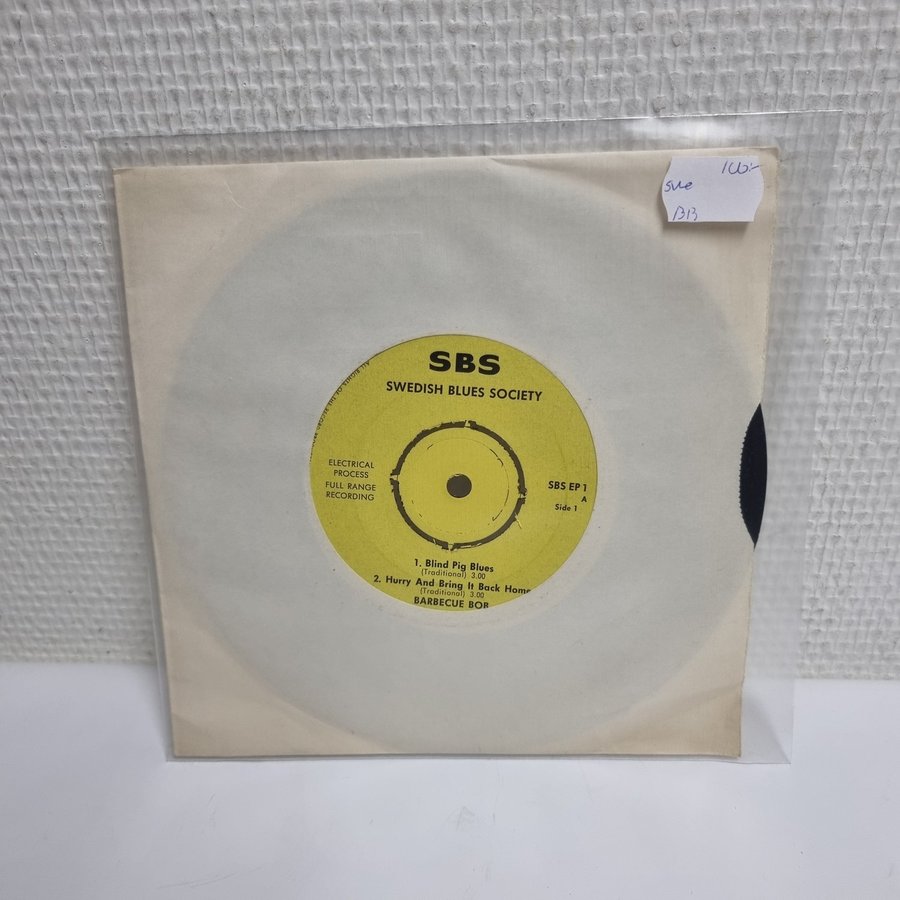 100:-
sve
BB
SBS
SWEDISH BLUES SOCIETY
ELECTRICAL
PROCESS
FULL RANGE
RECORDING
SBS EP 1
A
Side 1
1. Blind Pig Blues
(Traditional) 3.00
2. Hurry And Bring It Back Home
(Traditional) 3.00
BARBECUE BOB